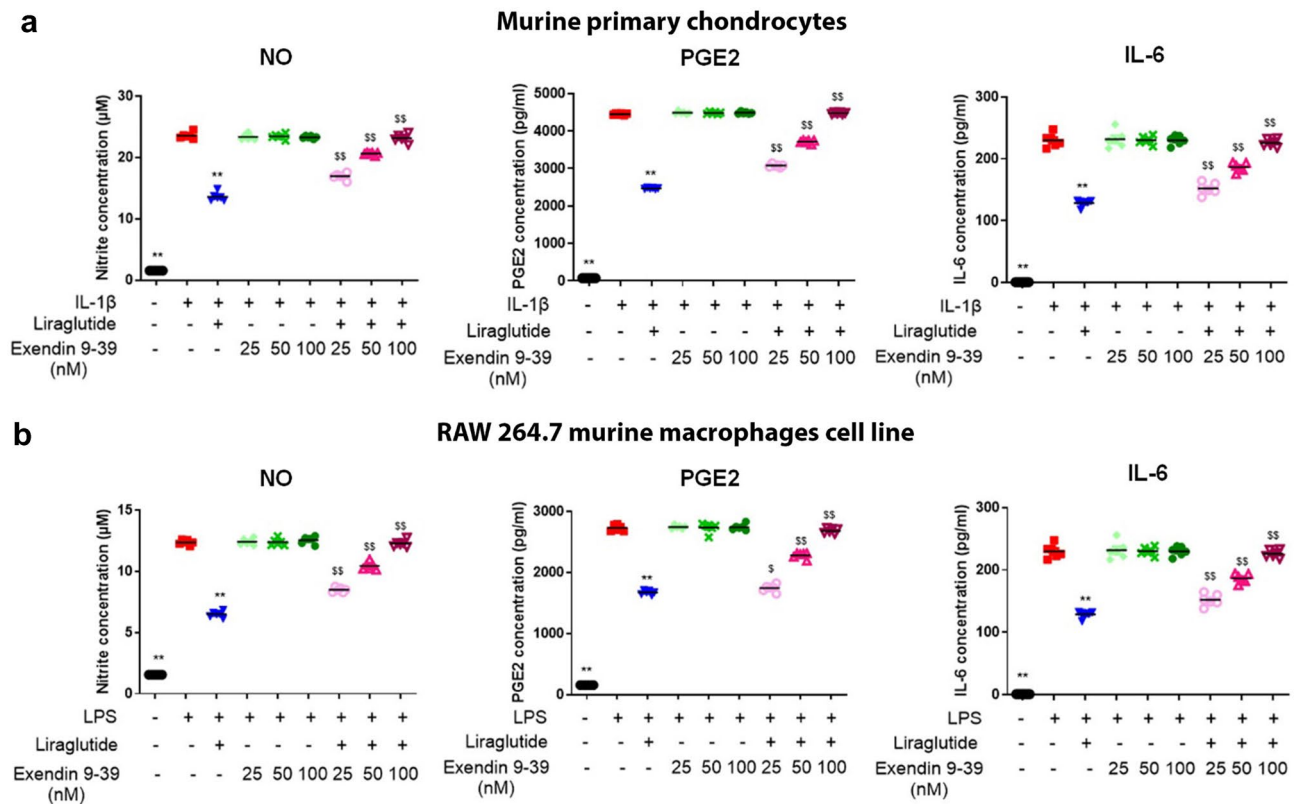 a
Murine primary chondrocytes
NO
Nitrite concentration (µM)
30
20
10
0
** ** $$ $$ $$
IL-1β - + + + + + + + +
Liraglutide - - + - - - + + +
Exendin 9-39 - - - 25 50 100 25 50 100
(nM)
PGE2
PGE2 concentration (pg/ml)
5000
4000
3000
2000
1000
0
** ** $$ $$ $$
IL-1β - + + + + + + + +
Liraglutide - - + - - - + + +
Exendin 9-39 - - - 25 50 100 25 50 100
(nM)
IL-6
IL-6 concentration (pg/ml)
300
200
100
0
** ** $$ $$ $$
IL-1β - + + + + + + + +
Liraglutide - - + - - - + + +
Exendin 9-39 - - - 25 50 100 25 50 100
(nM)
b
RAW 264.7 murine macrophages cell line
NO
Nitrite concentration (µM)
15
10
5
0
** ** $$ $$ $$
LPS - + + + + + + + +
Liraglutide - - + - - - + + +
Exendin 9-39 - - - 25 50 100 25 50 100
(nM)
PGE2
PGE2 concentration (pg/ml)
3000
2000
1000
0
** ** $ $$ $$
LPS - + + + + + + + +
Liraglutide - - + - - - + + +
Exendin 9-39 - - - 25 50 100 25 50 100
(nM)
IL-6
IL-6 concentration (pg/ml)
300
200
100
0
** ** $$ $$ $$
LPS - + + + + + + + +
Liraglutide - - + - - - + + +
Exendin 9-39 - - - 25 50 100 25 50 100
(nM)